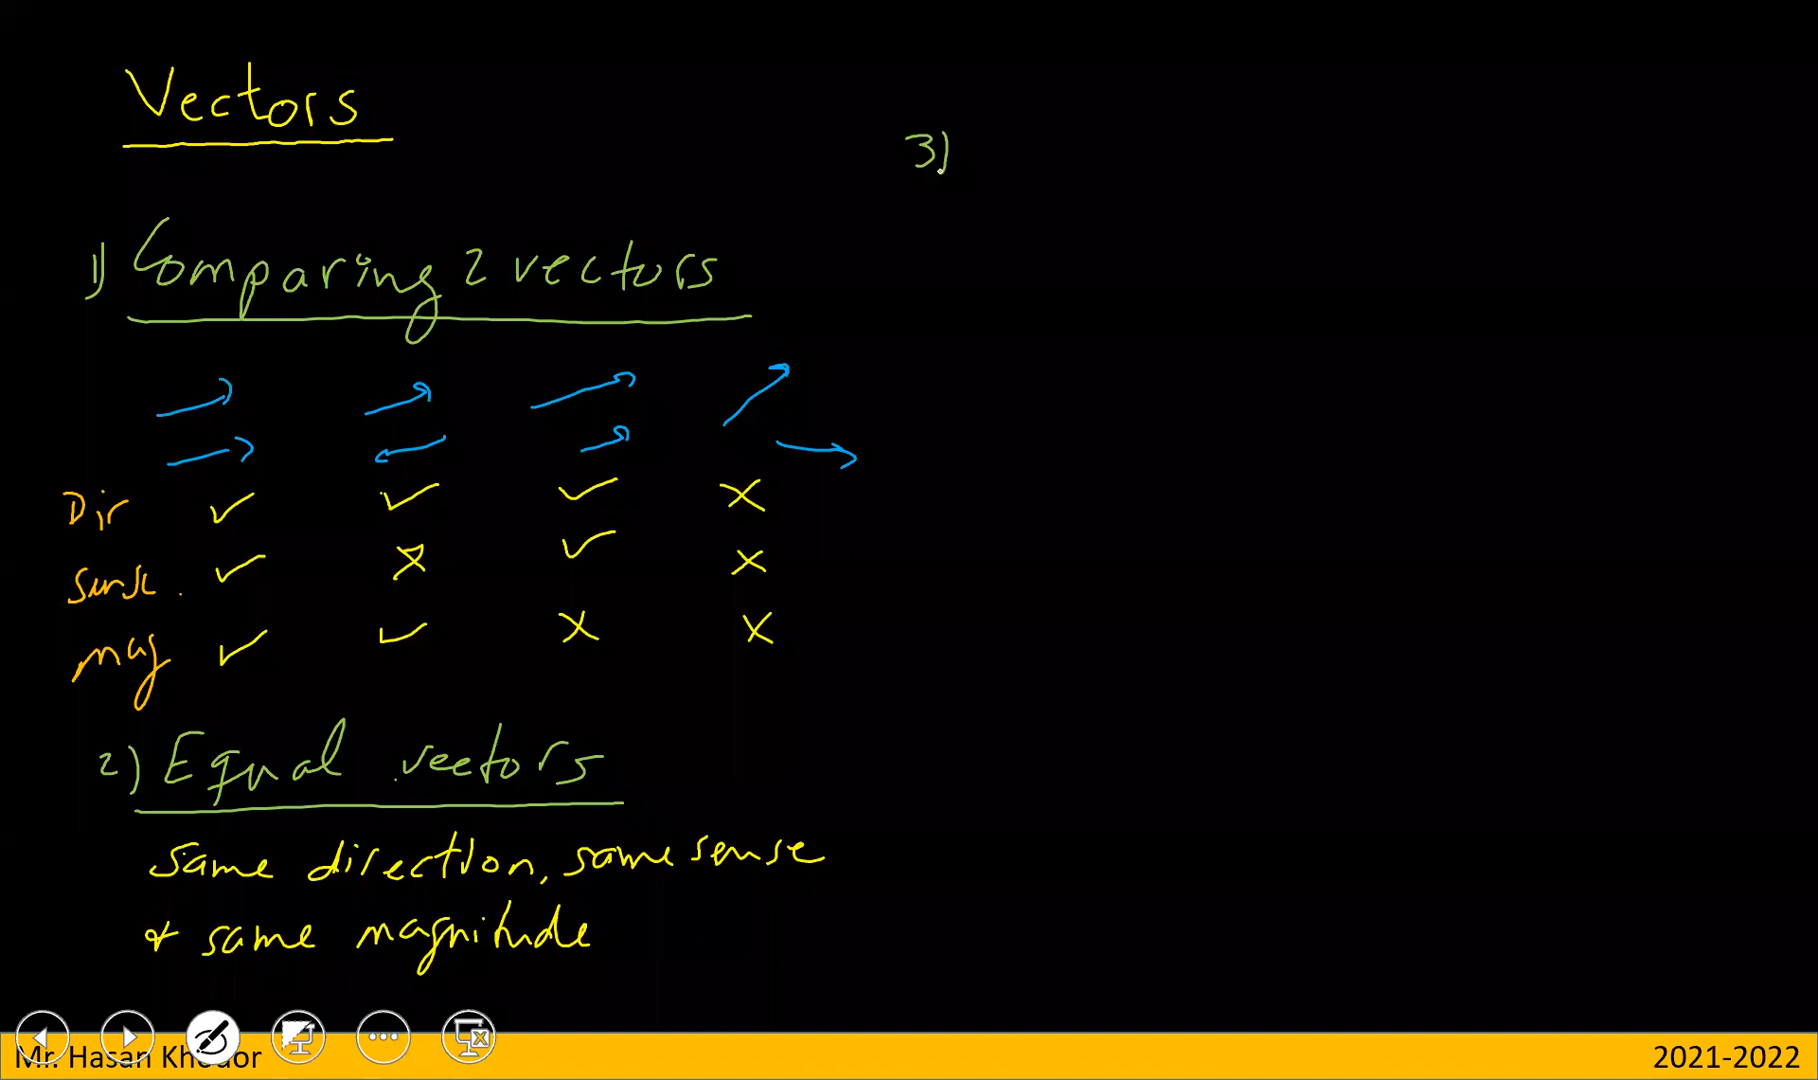 Vectors
1) Comparing 2 vectors
Dir ✓ ✓ ✓ ×
Sense ✓ × ✓ ×
mag ✓ ✓ × ×
2) Equal vectors
Same direction, same sense
& same magnitude
3)
Mr. Hasan Khodor
2021-2022